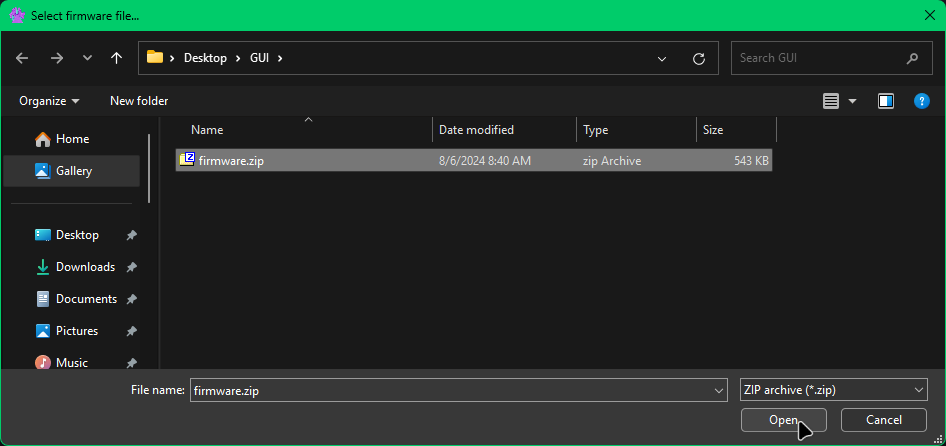 Select firmware file...
Desktop GUI
Search GUI
Organize New folder
Name Date modified Type Size
firmware.zip 8/6/2024 8:40 AM zip Archive 543 KB
Home
Gallery
Desktop
Downloads
Documents
Pictures
Music
File name: firmware.zip ZIP archive (*.zip)
Open Cancel